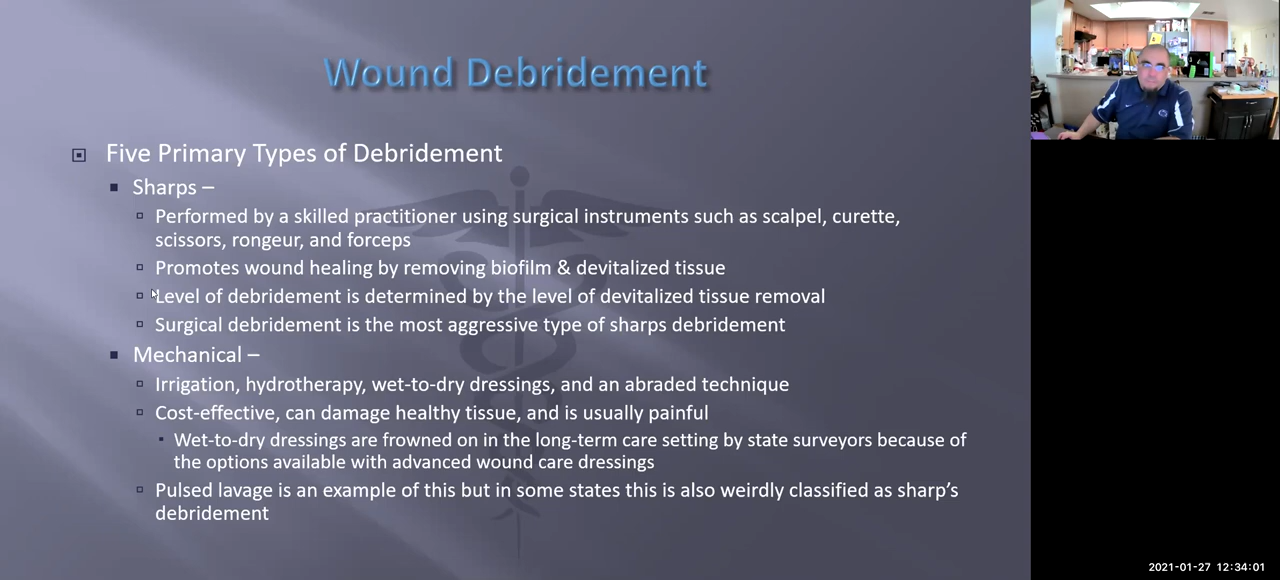 Wound Debridement
Five Primary Types of Debridement
Sharps –
Performed by a skilled practitioner using surgical instruments such as scalpel, curette,
scissors, rongeur, and forceps
Promotes wound healing by removing biofilm & devitalized tissue
Level of debridement is determined by the level of devitalized tissue removal
Surgical debridement is the most aggressive type of sharps debridement
Mechanical –
Irrigation, hydrotherapy, wet-to-dry dressings, and an abraded technique
Cost-effective, can damage healthy tissue, and is usually painful
Wet-to-dry dressings are frowned on in the long-term care setting by state surveyors because of
the options available with advanced wound care dressings
Pulsed lavage is an example of this but in some states this is also weirdly classified as sharp’s
debridement
2021-01-27 12:34:01